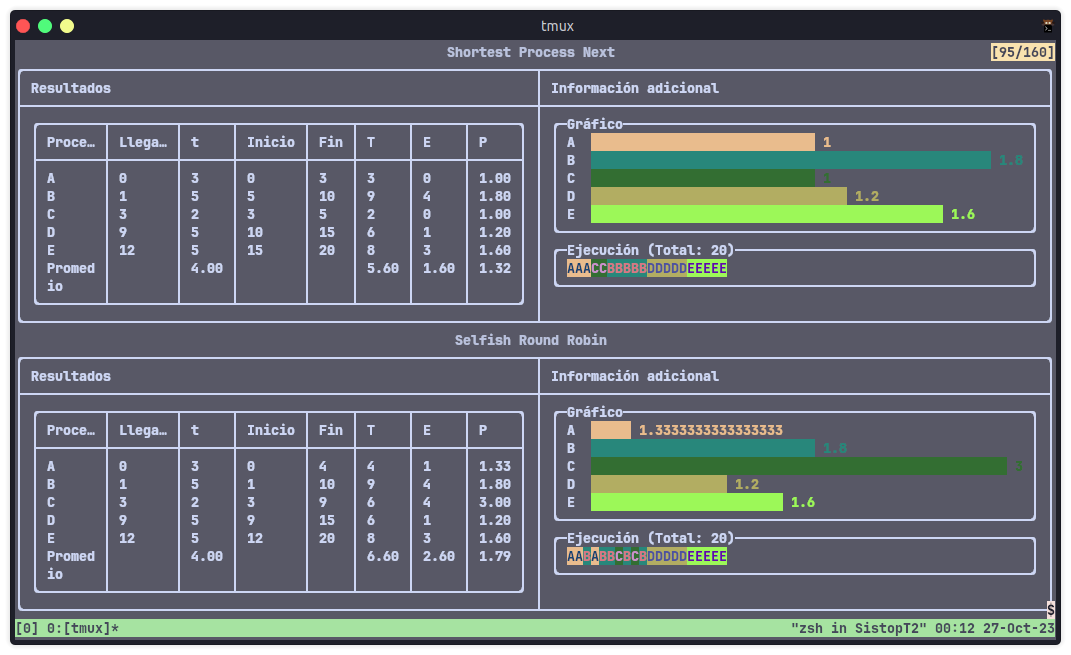 tmux
Shortest Process Next
[95/160]
Resultados
Información adicional
Proce… Llega… t Inicio Fin T E P
A 0 3 0 3 3 0 1.00
B 1 5 5 10 9 4 1.80
C 3 2 3 5 2 0 1.00
D 9 5 10 15 6 1 1.20
E 12 5 15 20 8 3 1.60
Promed 4.00 5.60 1.60 1.32
io
Gráfico
A 1
B 1.8
C 1
D 1.2
E 1.6
Ejecución (Total: 20)
AAACCBBBBBDDDDDEEEEE
Selfish Round Robin
Resultados
Información adicional
Proce… Llega… t Inicio Fin T E P
A 0 3 0 4 4 1 1.33
B 1 5 1 10 9 4 1.80
C 3 2 3 9 6 4 3.00
D 9 5 9 15 6 1 1.20
E 12 5 12 20 8 3 1.60
Promed 4.00 6.60 2.60 1.79
io
Gráfico
A 1.3333333333333333
B 1.8
C 3
D 1.2
E 1.6
Ejecución (Total: 20)
AABABBCBCBDDDDDEEEEE
$
[0] 0:[tmux]* "zsh in SistopT2" 00:12 27-Oct-23